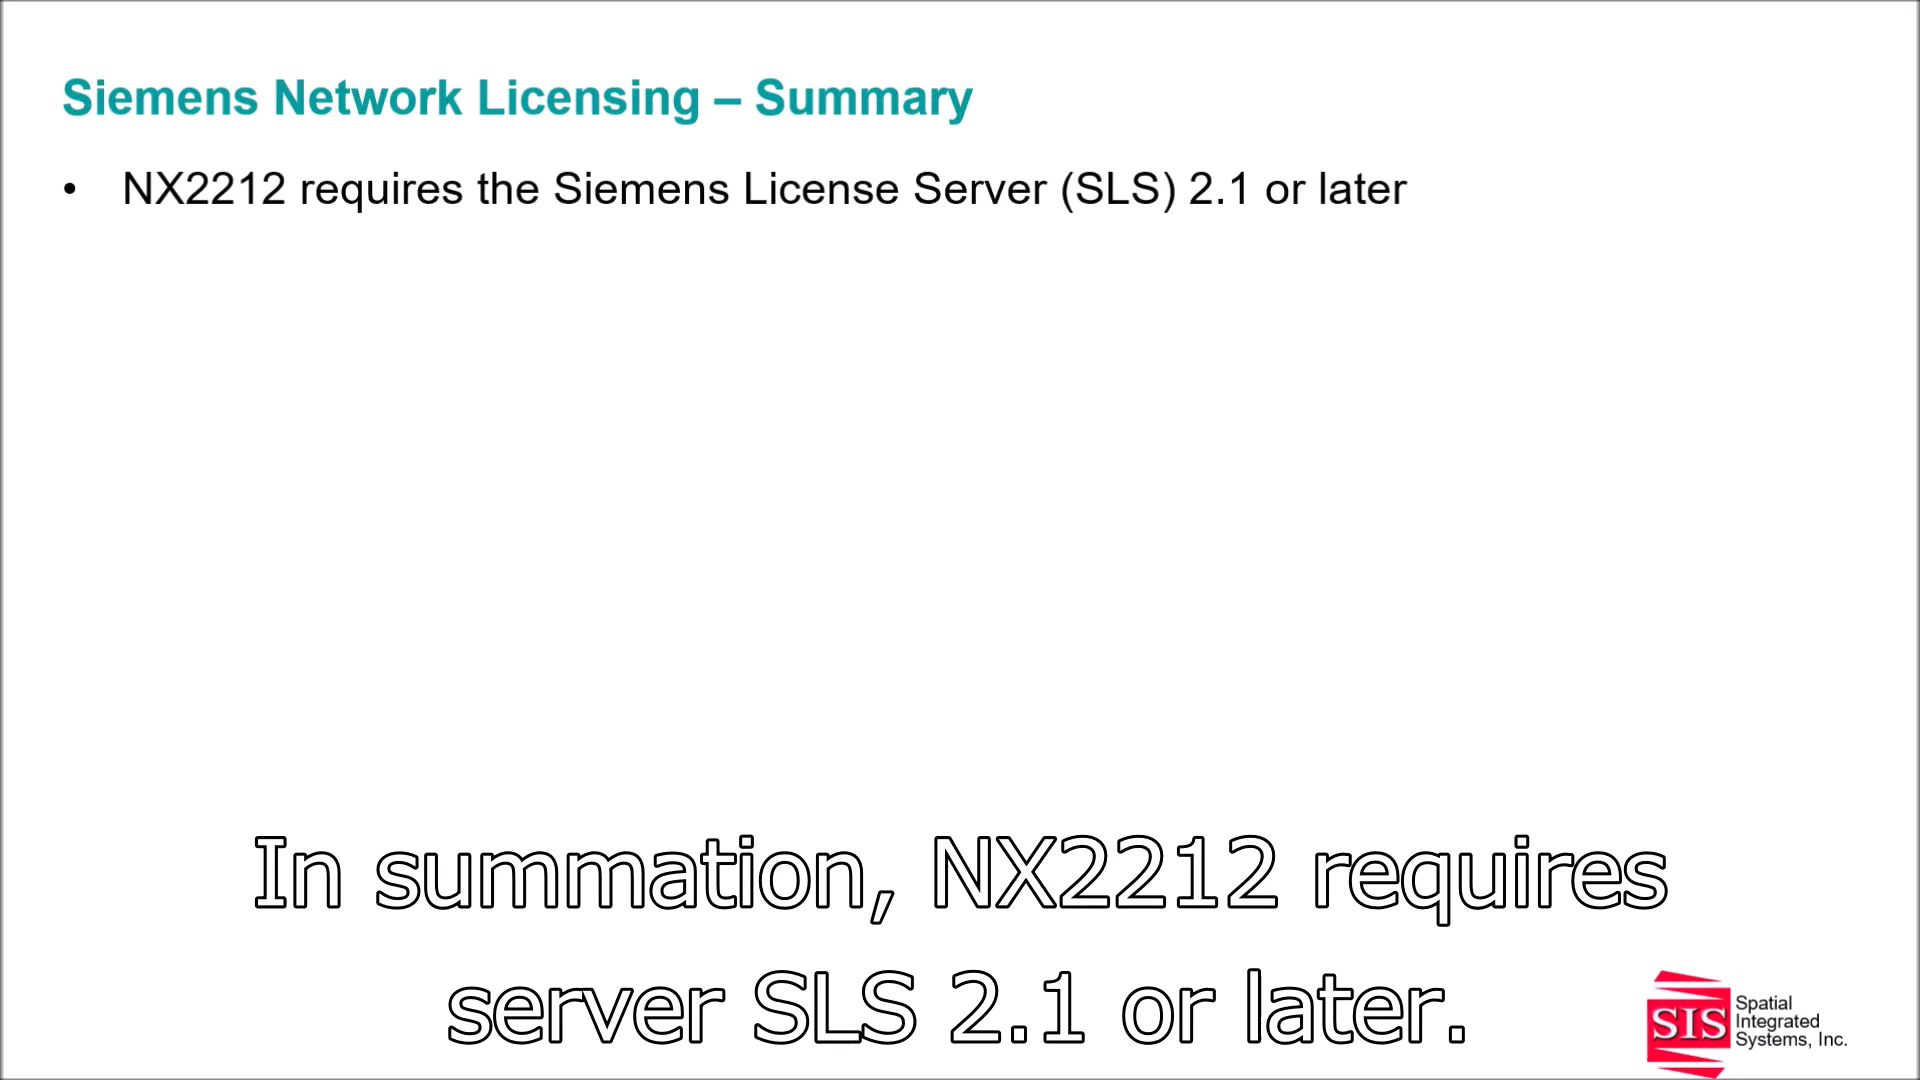 Siemens Network Licensing – Summary
• NX2212 requires the Siemens License Server (SLS) 2.1 or later
In summation, NX2212 requires
server SLS 2.1 or later.
SIS
Spatial
Integrated
Systems, Inc.